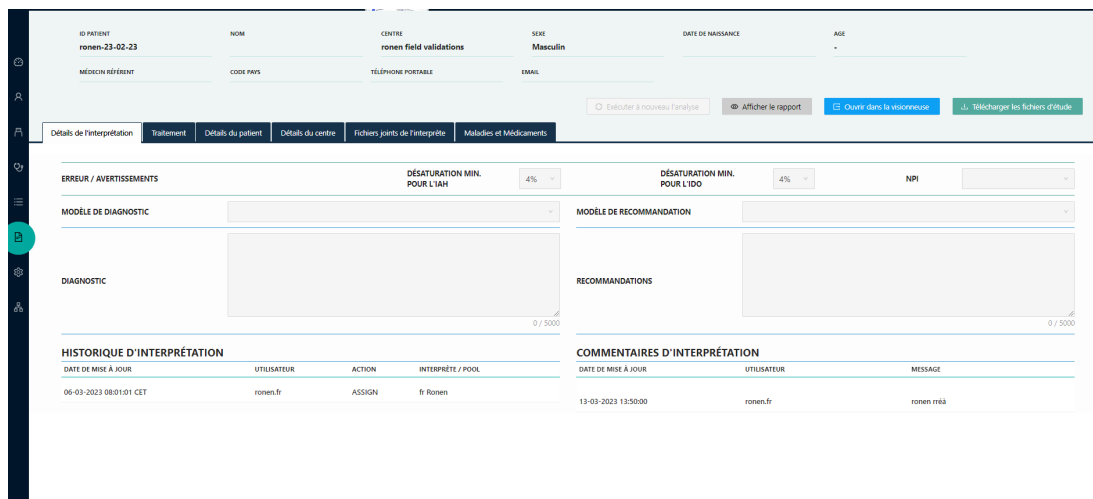 ID PATIENT NOM CENTRE SEXE DATE DE NAISSANCE AGE
ronen-23-02-23 ronen field validations Masculin -
MÉDECIN RÉFÉRENT CODE PAYS TÉLÉPHONE PORTABLE EMAIL
Exécuter à nouveau l'analyse Afficher le rapport Ouvrir dans la visionneuse Télécharger les fichiers d'étude
Détails de l'interprétation Traitement Détails du patient Détails du centre Fichiers joints de l'interprète Maladies et Médicaments
ERREUR / AVERTISSEMENTS DÉSATURATION MIN. POUR L'IAH 4% DÉSATURATION MIN. POUR L'IDO 4% NPI
MODÈLE DE DIAGNOSTIC MODÈLE DE RECOMMANDATION
DIAGNOSTIC RECOMMANDATIONS
0 / 5000 0 / 5000
HISTORIQUE D'INTERPRÉTATION COMMENTAIRES D'INTERPRÉTATION
DATE DE MISE À JOUR UTILISATEUR ACTION INTERPRÈTE / POOL DATE DE MISE À JOUR UTILISATEUR MESSAGE
06-03-2023 08:01:01 CET ronen.fr ASSIGN fr Ronen
13-03-2023 13:50:00 ronen.fr ronen rréà